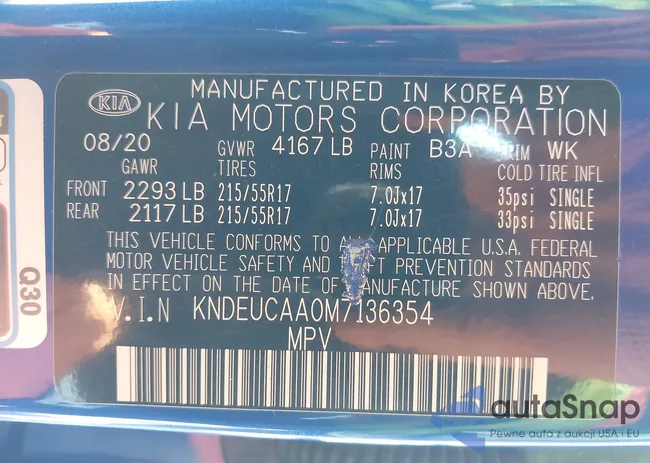 MANUFACTURED IN KOREA BY
KIA KIA MOTORS CORPORATION
08/20 GVWR 4167 LB PAINT B3A TRIM WK
GAWR TIRES RIMS COLD TIRE INFL
FRONT 2293 LB 215/55R17 7.0Jx17 35psi SINGLE
REAR 2117 LB 215/55R17 7.0Jx17 33psi SINGLE
THIS VEHICLE CONFORMS TO APPLICABLE U.S.A. FEDERAL
MOTOR VEHICLE SAFETY AND PREVENTION STANDARDS
IN EFFECT ON THE DATE OF MANUFACTURE SHOWN ABOVE.
V.I.N KNDEUCAA0M7136354
MPV
Q30
autaSnap
Pewne auta z aukcji USA i EU